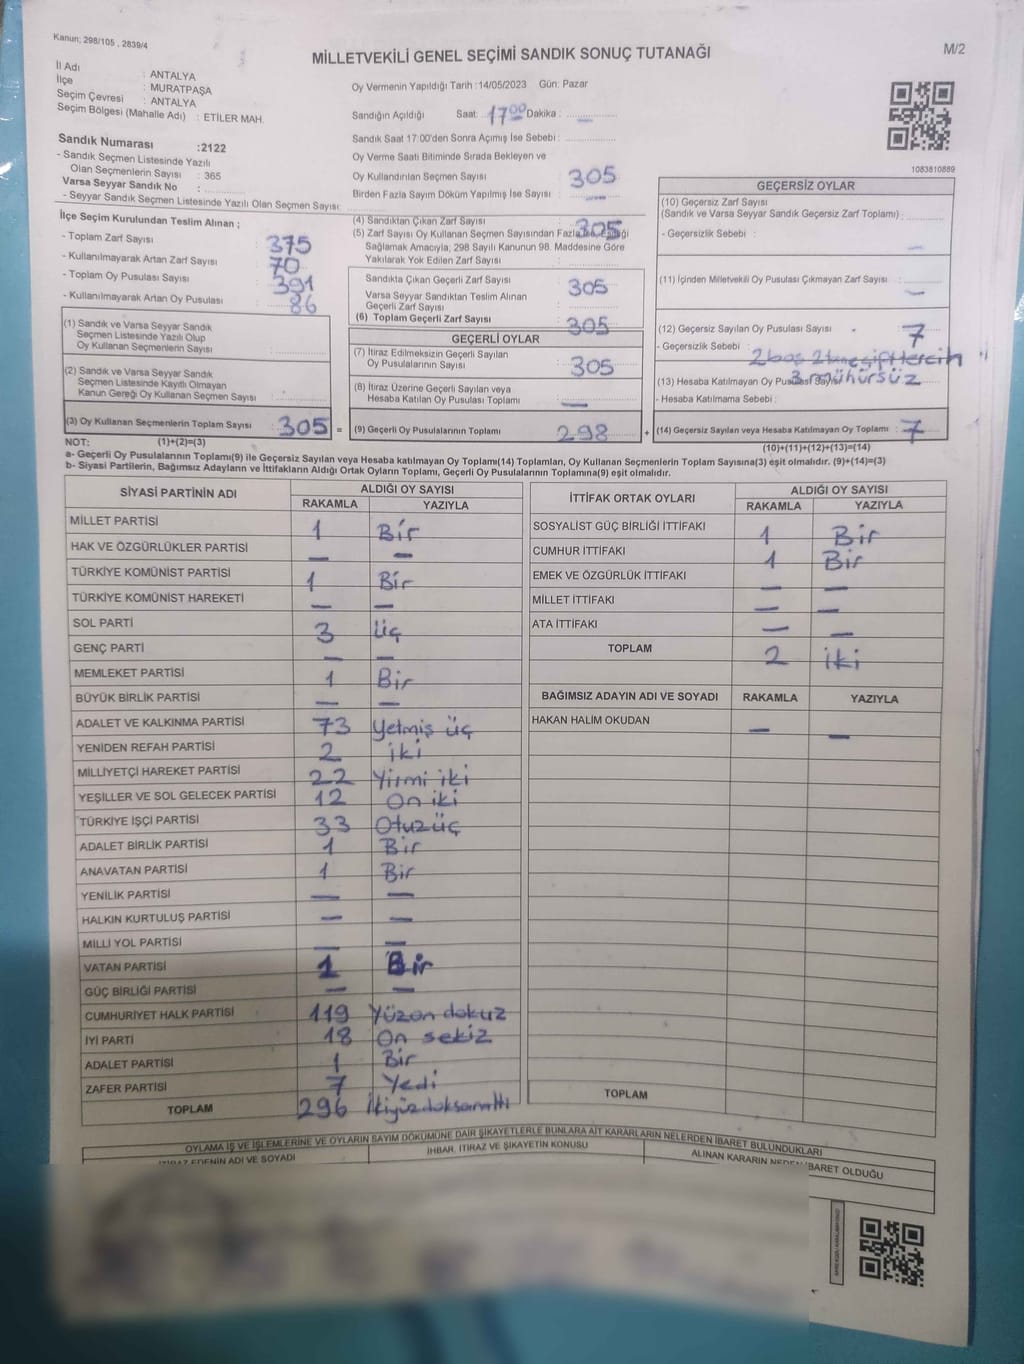 Kanun: 298/105 , 2839/4
MİLLETVEKİLİ GENEL SEÇİMİ SANDIK SONUÇ TUTANAĞI
M/2
İl Adı : ANTALYA
İlçe : MURATPAŞA
Seçim Çevresi : ANTALYA
Seçim Bölgesi (Mahalle Adı) : ETİLER MAH.
Sandık Numarası :2122
- Sandık Seçmen Listesinde Yazılı
Olan Seçmenlerin Sayısı : 365
Varsa Seyyar Sandık No :
- Seyyar Sandık Seçmen Listesinde Yazılı Olan Seçmen Sayısı:
Oy Vermenin Yapıldığı Tarih :14/05/2023 Gün: Pazar
Sandığın Açıldığı Saat: 17 00 Dakika : —
Sandık Saat 17:00'den Sonra Açımış İse Sebebi :
Oy Verme Saati Bitiminde Sırada Bekleyen ve
Oy Kullandırılan Seçmen Sayısı 305
Birden Fazla Sayım Döküm Yapılmış İse Sayısı —
1083810889
İlçe Seçim Kurulundan Teslim Alınan ;
- Toplam Zarf Sayısı : 375
- Kullanılmayarak Artan Zarf Sayısı : 70
- Toplam Oy Pusulası Sayısı : 391
- Kullanılmayarak Artan Oy Pusulası : 86
(4) Sandıktan Çıkan Zarf Sayısı 305
(5) Zarf Sayısı Oy Kullanan Seçmen Sayısından Fazla İse, Eşitliği
Sağlamak Amacıyla, 298 Sayılı Kanunun 98. Maddesine Göre
Yakılarak Yok Edilen Zarf Sayısı
Sandıkta Çıkan Geçerli Zarf Sayısı 305
Varsa Seyyar Sandıktan Teslim Alınan
Geçerli Zarf Sayısı
(6) Toplam Geçerli Zarf Sayısı 305
GEÇERLİ OYLAR
(7) İtiraz Edilmeksizin Geçerli Sayılan
Oy Pusulalarının Sayısı 305
(8) İtiraz Üzerine Geçerli Sayılan veya
Hesaba Katılan Oy Pusulası Toplamı —
(9) Geçerli Oy Pusulalarının Toplamı 298
GEÇERSİZ OYLAR
(10) Geçersiz Zarf Sayısı
(Sandık ve Varsa Seyyar Sandık Geçersiz Zarf Toplamı) :
- Geçersizlik Sebebi : —
(11) İçinden Milletvekili Oy Pusulası Çıkmayan Zarf Sayısı : —
(12) Geçersiz Sayılan Oy Pusulası Sayısı 7
- Geçersizlik Sebebi : 2 boş 2 tane çift tercih
3 mühürsüz
(13) Hesaba Katılmayan Oy Pusulası Sayısı
- Hesaba Katılmama Sebebi :
(14) Geçersiz Sayılan veya Hesaba Katılmayan Oy Toplamı : 7
(10)+(11)+(12)+(13)=(14)
(1) Sandık ve Varsa Seyyar Sandık
Seçmen Listesinde Yazılı Olup
Oy Kullanan Seçmenlerin Sayısı :
(2) Sandık ve Varsa Seyyar Sandık
Seçmen Listesinde Kayıtlı Olmayan
Kanun Gereği Oy Kullanan Seçmen Sayısı :
(3) Oy Kullanan Seçmenlerin Toplam Sayısı : 305 = +
NOT: (1)+(2)=(3)
a- Geçerli Oy Pusulalarının Toplamı(9) ile Geçersiz Sayılan veya Hesaba katılmayan Oy Toplamı(14) Toplamları, Oy Kullanan Seçmenlerin Toplam Sayısına(3) eşit olmalıdır. (9)+(14)=(3)
b- Siyasi Partilerin, Bağımsız Adayların ve İttifakların Aldığı Ortak Oyların Toplamı, Geçerli Oy Pusulalarının Toplamına(9) eşit olmalıdır.
SİYASİ PARTİNİN ADI ALDIĞI OY SAYISI
RAKAMLA YAZIYLA
MİLLET PARTİSİ 1 Bir
HAK VE ÖZGÜRLÜKLER PARTİSİ — —
TÜRKİYE KOMÜNİST PARTİSİ 1 Bir
TÜRKİYE KOMÜNİST HAREKETİ — —
SOL PARTİ 3 Üç
GENÇ PARTİ — —
MEMLEKET PARTİSİ 1 Bir
BÜYÜK BİRLİK PARTİSİ — —
ADALET VE KALKINMA PARTİSİ 73 Yetmiş üç
YENİDEN REFAH PARTİSİ 2 iki
MİLLİYETÇİ HAREKET PARTİSİ 22 Yirmi iki
YEŞİLLER VE SOL GELECEK PARTİSİ 12 On iki
TÜRKİYE İŞÇİ PARTİSİ 33 Otuzüç
ADALET BİRLİK PARTİSİ 1 Bir
ANAVATAN PARTİSİ 1 Bir
YENİLİK PARTİSİ — —
HALKIN KURTULUŞ PARTİSİ — —
MİLLİ YOL PARTİSİ — —
VATAN PARTİSİ 1 Bir
GÜÇ BİRLİĞİ PARTİSİ — —
CUMHURİYET HALK PARTİSİ 119 Yüzon dokuz
İYİ PARTİ 18 On sekiz
ADALET PARTİSİ 1 Bir
ZAFER PARTİSİ 7 Yedi
TOPLAM 296 İkiyüzdoksanaltı
İTTİFAK ORTAK OYLARI ALDIĞI OY SAYISI
RAKAMLA YAZIYLA
SOSYALİST GÜÇ BİRLİĞİ İTTİFAKI 1 Bir
CUMHUR İTTİFAKI 1 Bir
EMEK VE ÖZGÜRLÜK İTTİFAKI — —
MİLLET İTTİFAKI — —
ATA İTTİFAKI — —
TOPLAM 2 iki
BAĞIMSIZ ADAYIN ADI VE SOYADI RAKAMLA YAZIYLA
HAKAN HALİM OKUDAN — —
TOPLAM
OYLAMA İŞ VE İŞLEMLERİNE VE OYLARIN SAYIM DÖKÜMÜNE DAİR ŞİKAYETLERLE BUNLARA AİT KARARLARIN NELERDEN İBARET BULUNDUKLARI
İTİRAZ EDENİN ADI VE SOYADI
İHBAR, İTİRAZ VE ŞİKAYETİN KONUSU
ALINAN KARARIN NEDEN İBARET OLDUĞU